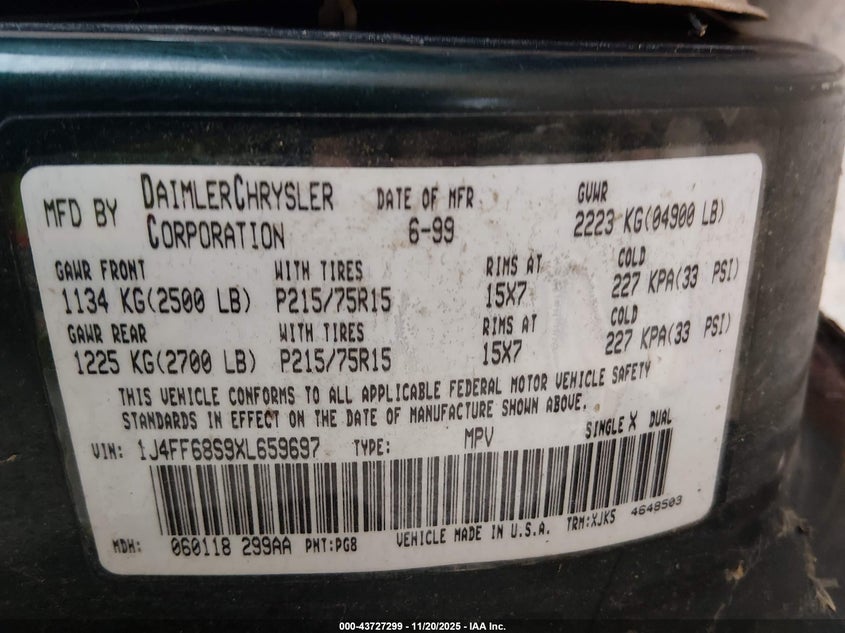 MFD BY DAIMLERCHRYSLER CORPORATION DATE OF MFR 6-99 GVWR 2223 KG(04900 LB)
GAWR FRONT WITH TIRES RIMS AT COLD
1134 KG(2500 LB) P215/75R15 15X7 227 KPA(33 PSI)
GAWR REAR WITH TIRES RIMS AT COLD
1225 KG(2700 LB) P215/75R15 15X7 227 KPA(33 PSI)
THIS VEHICLE CONFORMS TO ALL APPLICABLE FEDERAL MOTOR VEHICLE SAFETY
STANDARDS IN EFFECT ON THE DATE OF MANUFACTURE SHOWN ABOVE.
VIN: 1J4FF68S9XL659697 TYPE: MPV SINGLE X DUAL
MDH: 060118 299AA PNT:PG8 VEHICLE MADE IN U.S.A. TRM:XJK5 4648503
000-43727299 - 11/20/2025 - IAA Inc.